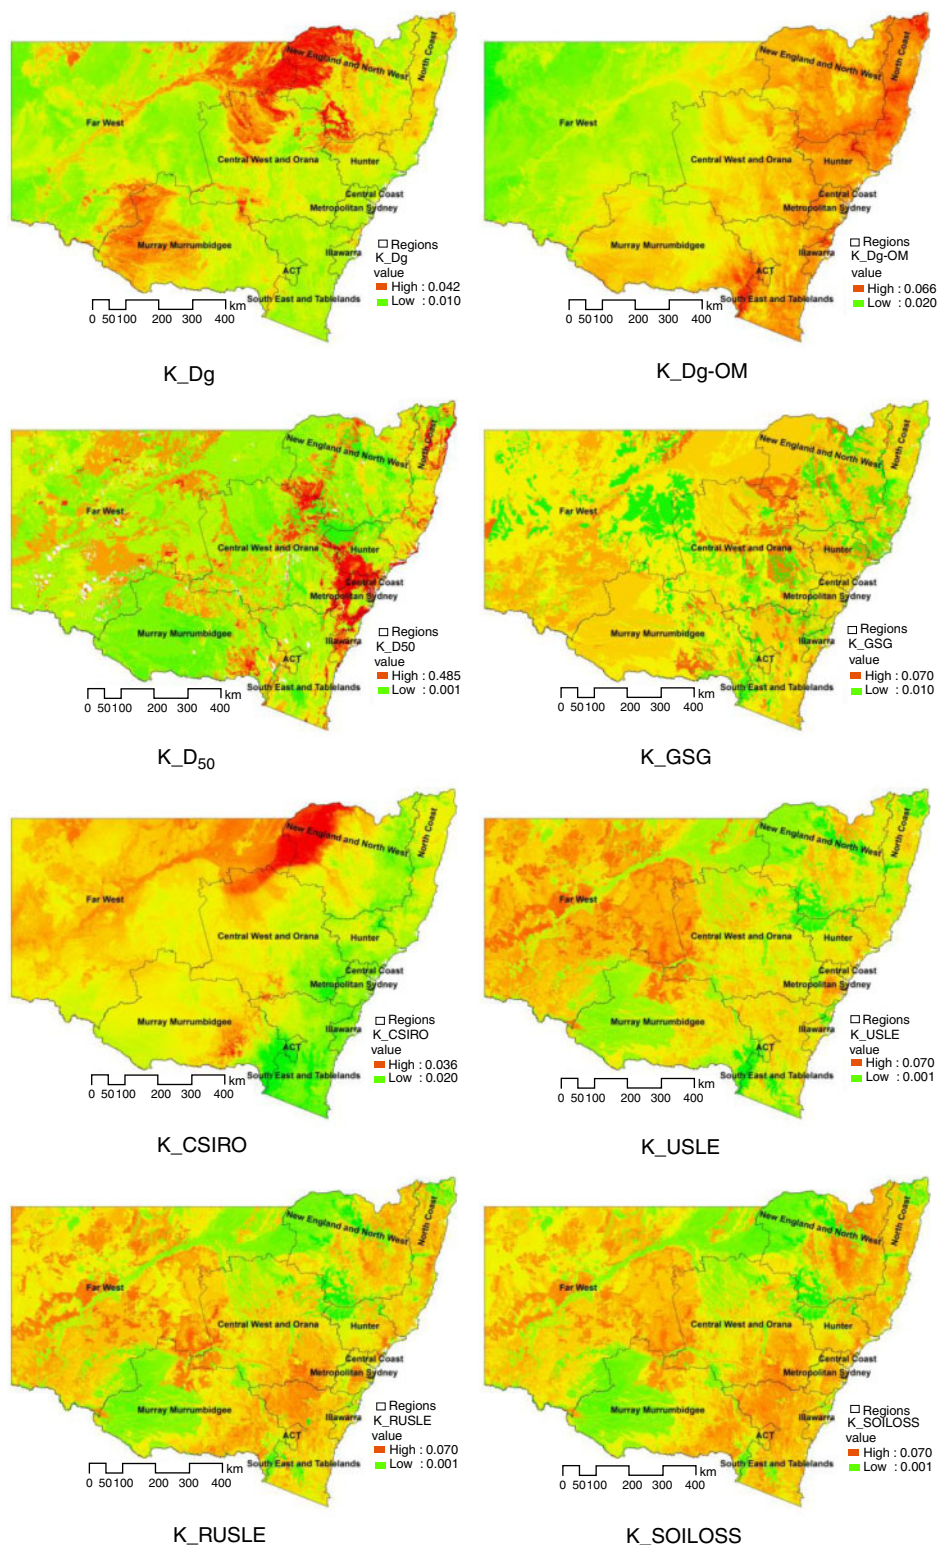 New England and North West
North Coast
Far West
Central West and Orana
Hunter
Central Coast
Metropolitan Sydney
Murray Murrumbidgee
Illawarra
ACT
South East and Tablelands
Regions
K_Dg
value
High : 0.042
Low : 0.010
km
0 50 100 200 300 400
K_Dg
New England and North West
North Coast
Far West
Central West and Orana
Hunter
Central Coast
Metropolitan Sydney
Murray Murrumbidgee
Illawarra
ACT
South East and Tablelands
Regions
K_Dg-OM
value
High : 0.066
Low : 0.020
km
0 50 100 200 300 400
K_Dg-OM
New England and North West
North Coast
Far West
Central West and Orana
Hunter
Central Coast
Metropolitan Sydney
Murray Murrumbidgee
Illawarra
ACT
South East and Tablelands
Regions
K_D50
value
High : 0.485
Low : 0.001
km
0 50 100 200 300 400
K_D50
New England and North West
North Coast
Far West
Central West and Orana
Hunter
Central Coast
Metropolitan Sydney
Murray Murrumbidgee
Illawarra
ACT
South East and Tablelands
Regions
K_GSG
value
High : 0.070
Low : 0.010
km
0 50 100 200 300 400
K_GSG
New England and North West
North Coast
Far West
Central West and Orana
Hunter
Central Coast
Metropolitan Sydney
Murray Murrumbidgee
Illawarra
ACT
South East and Tablelands
Regions
K_CSIRO
value
High : 0.036
Low : 0.020
km
0 50 100 200 300 400
K_CSIRO
New England and North West
North Coast
Far West
Central West and Orana
Hunter
Central Coast
Metropolitan Sydney
Murray Murrumbidgee
Illawarra
ACT
South East and Tablelands
Regions
K_USLE
value
High : 0.070
Low : 0.001
km
0 50 100 200 300 400
K_USLE
New England and North West
North Coast
Far West
Central West and Orana
Hunter
Central Coast
Metropolitan Sydney
Murray Murrumbidgee
Illawarra
ACT
South East and Tablelands
Regions
K_RUSLE
value
High : 0.070
Low : 0.001
km
0 50 100 200 300 400
K_RUSLE
New England and North West
North Coast
Far West
Central West and Orana
Hunter
Central Coast
Metropolitan Sydney
Murray Murrumbidgee
Illawarra
ACT
South East and Tablelands
Regions
K_SOILOSS
value
High : 0.070
Low : 0.001
km
0 50 100 200 300 400
K_SOILOSS